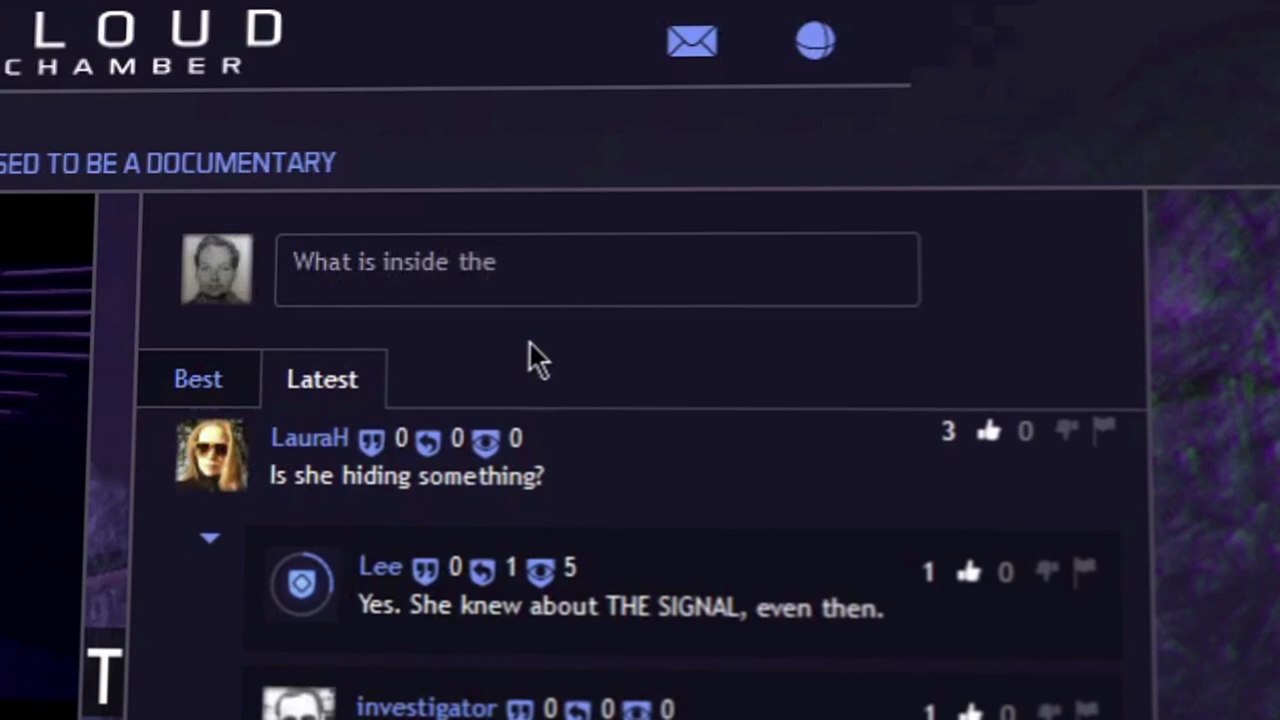 LOUD
CHAMBER
SED TO BE A DOCUMENTARY
What is inside the
Best Latest
LauraH 0 0 0 3 0
Is she hiding something?
Lee 0 1 5 1 0
Yes. She knew about THE SIGNAL, even then.
T
investigator 0 0 0 1 0